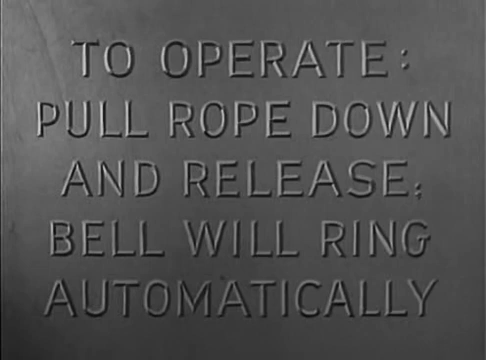 TO OPERATE:
PULL ROPE DOWN
AND RELEASE;
BELL WILL RING
AUTOMATICALLY